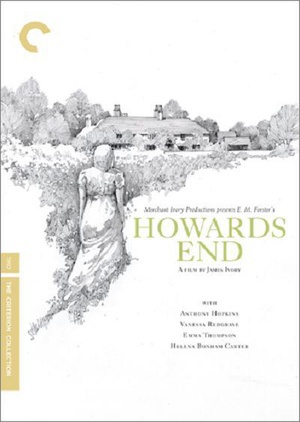 Merchant Ivory Productions presents E. M. Forster's
HOWARDS
END
A FILM BY JAMES IVORY
WITH
ANTHONY HOPKINS
VANESSA REDGRAVE
EMMA THOMPSON
HELENA BONHAM CARTER
1992
THE CRITERION COLLECTION